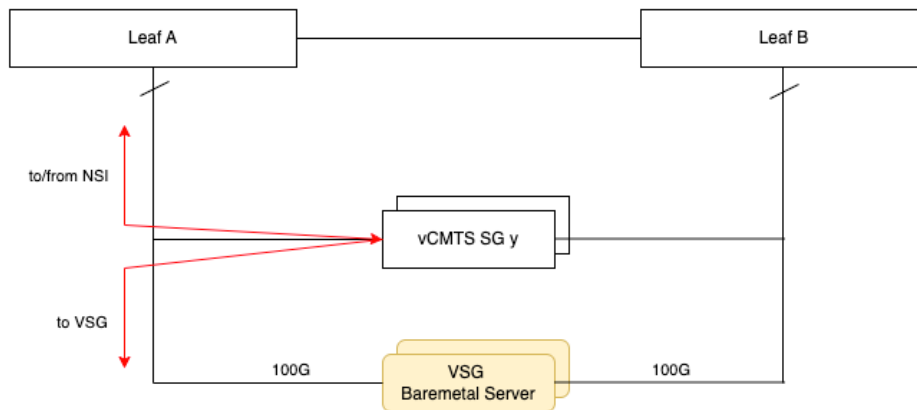 Leaf A
Leaf B
to/from NSI
vCMTS SG y
to VSG
100G
VSG
Baremetal Server
100G